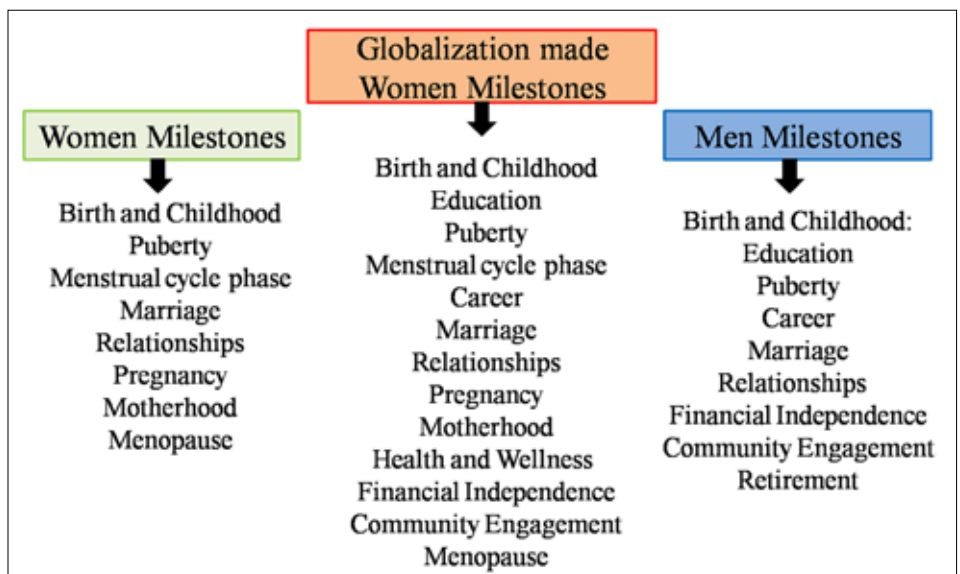 Globalization made
Women Milestones
Women Milestones
Birth and Childhood
Puberty
Menstrual cycle phase
Marriage
Relationships
Pregnancy
Motherhood
Menopause
Birth and Childhood
Education
Puberty
Menstrual cycle phase
Career
Marriage
Relationships
Pregnancy
Motherhood
Health and Wellness
Financial Independence
Community Engagement
Menopause
Men Milestones
Birth and Childhood:
Education
Puberty
Career
Marriage
Relationships
Financial Independence
Community Engagement
Retirement